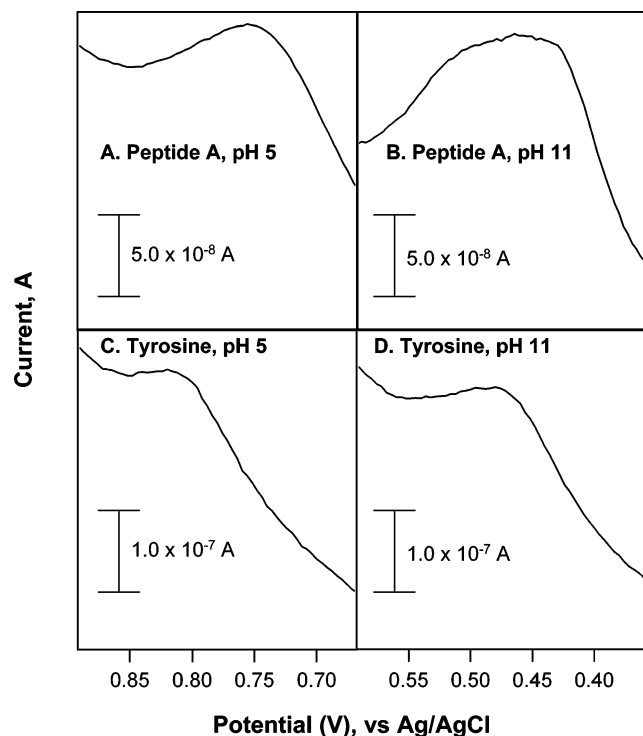 A. Peptide A, pH 5
B. Peptide A, pH 11
5.0 x 10⁻⁸ A
5.0 x 10⁻⁸ A
C. Tyrosine, pH 5
D. Tyrosine, pH 11
1.0 x 10⁻⁷ A
1.0 x 10⁻⁷ A
Current, A
0.85 0.80 0.75 0.70 0.55 0.50 0.45 0.40
Potential (V), vs Ag/AgCl